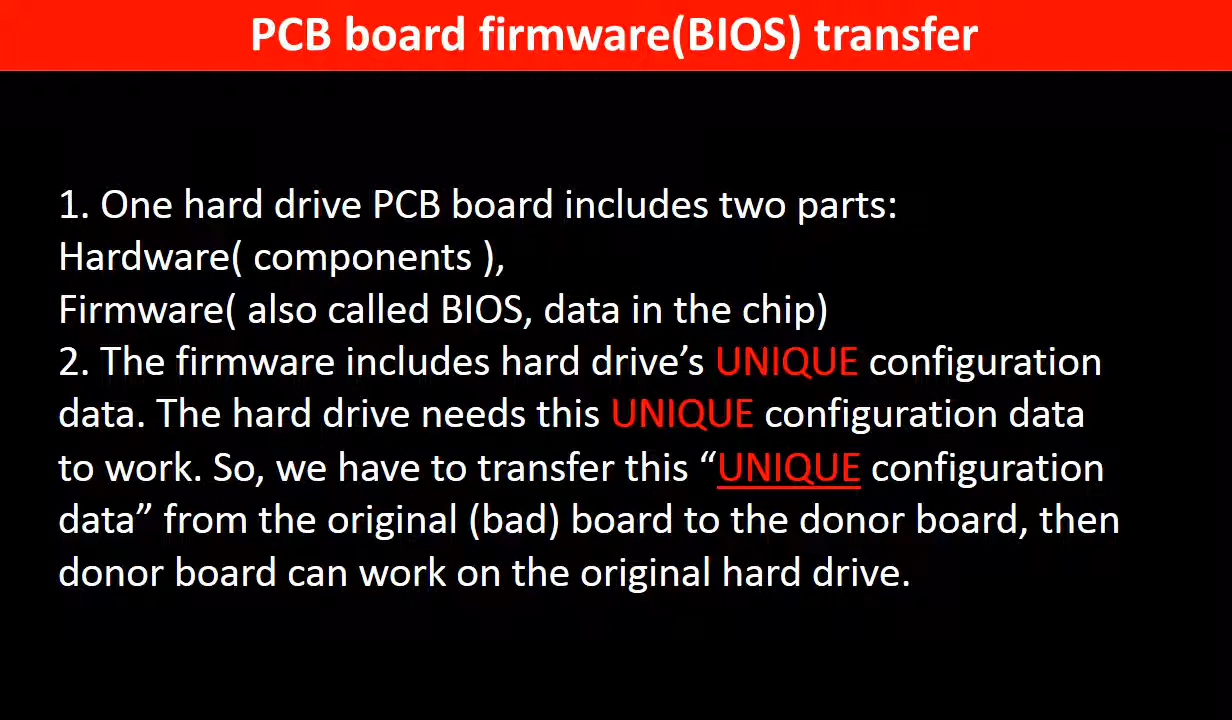 PCB board firmware(BIOS) transfer
1. One hard drive PCB board includes two parts:
Hardware( components ),
Firmware( also called BIOS, data in the chip)
2. The firmware includes hard drive’s UNIQUE configuration
data. The hard drive needs this UNIQUE configuration data
to work. So, we have to transfer this “UNIQUE configuration
data” from the original (bad) board to the donor board, then
donor board can work on the original hard drive.